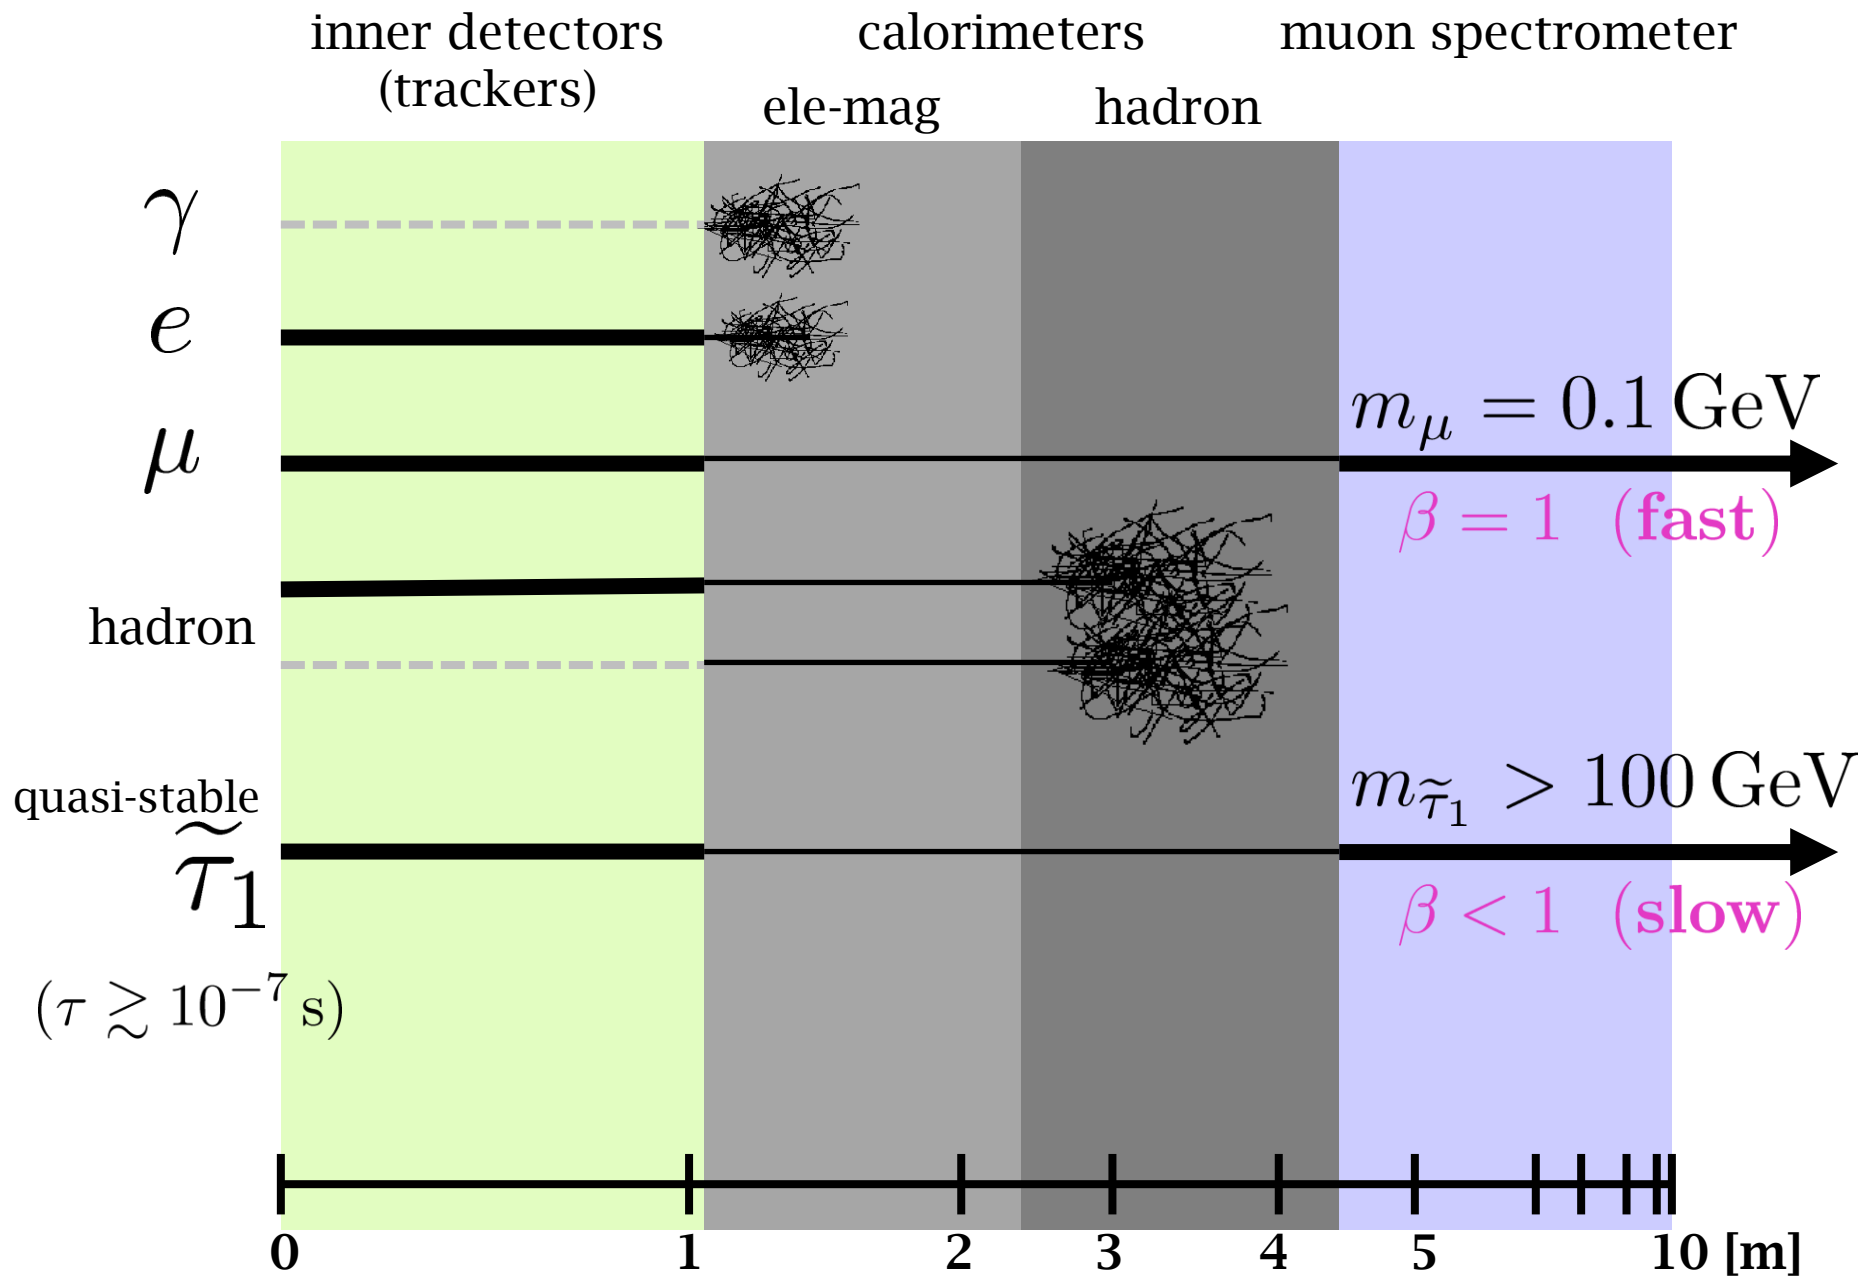 inner detectors
(trackers)
calorimeters
muon spectrometer
ele-mag
hadron
γ
e
μ
m_μ = 0.1 GeV
β = 1 (fast)
hadron
quasi-stable
τ̃₁
m_τ̃₁ > 100 GeV
β < 1 (slow)
(τ ≳ 10⁻⁷ s)
0 1 2 3 4 5 10 [m]